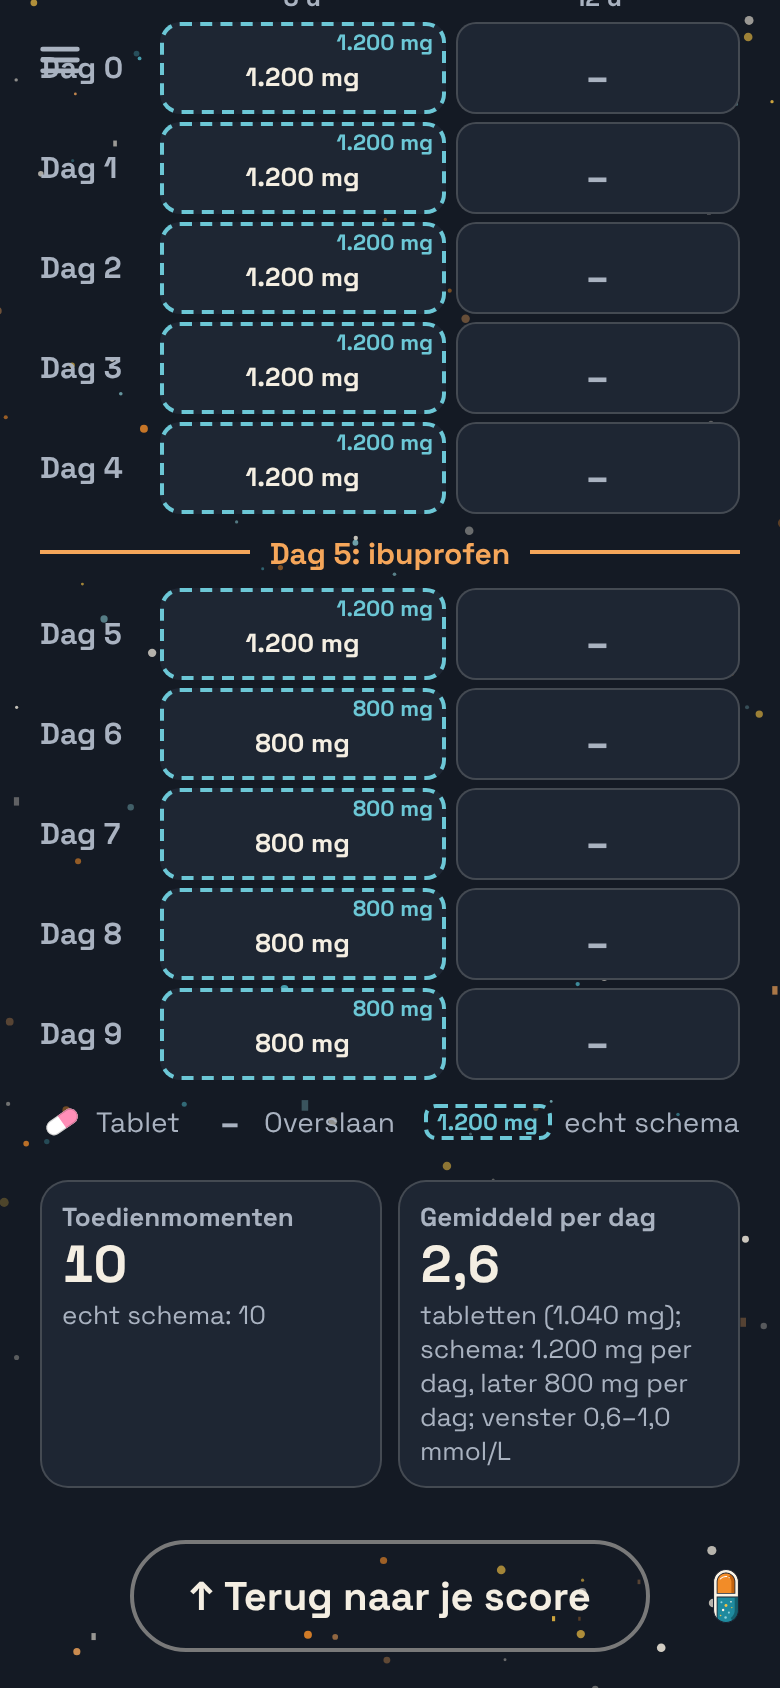 Dag 0
1.200 mg
1.200 mg
–
Dag 1
1.200 mg
1.200 mg
–
Dag 2
1.200 mg
1.200 mg
–
Dag 3
1.200 mg
1.200 mg
–
Dag 4
1.200 mg
1.200 mg
–
Dag 5: ibuprofen
Dag 5
1.200 mg
1.200 mg
–
Dag 6
800 mg
800 mg
–
Dag 7
800 mg
800 mg
–
Dag 8
800 mg
800 mg
–
Dag 9
800 mg
800 mg
–
Tablet – Overslaan 1.200 mg echt schema
Toedienmomenten
10
echt schema: 10
Gemiddeld per dag
2,6
tabletten (1.040 mg);
schema: 1.200 mg per
dag, later 800 mg per
dag; venster 0,6–1,0
mmol/L
↑ Terug naar je score